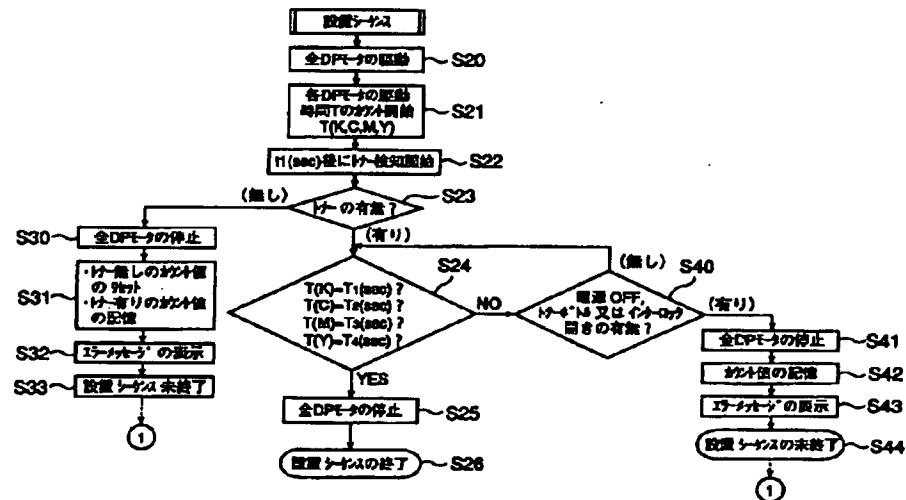 設置シーケンス
全DPモータの駆動
S20
各DPモータの駆動
時間Tのカウント開始
T(K,C,M,Y)
S21
t1(sec)後にトナー検知開始
S22
トナーの有無?
S23
(無し)
(有り)
全DPモータの停止
S30
・トナー無しのカウント値
のリセット
・トナー有りのカウント値
の記憶
S31
エラーメッセージの表示
S32
設置シーケンス未終了
S33
1
T(K)=T1(sec)?
T(C)=T2(sec)?
T(M)=T3(sec)?
T(Y)=T4(sec)?
S24
NO
YES
全DPモータの停止
S25
設置シーケンスの終了
S26
(無し)
電源OFF,
トナーボトル又はインターロック
開きの有無?
S40
(有り)
全DPモータの停止
S41
カウント値の記憶
S42
エラーメッセージの表示
S43
設置シーケンスの未終了
S44
1